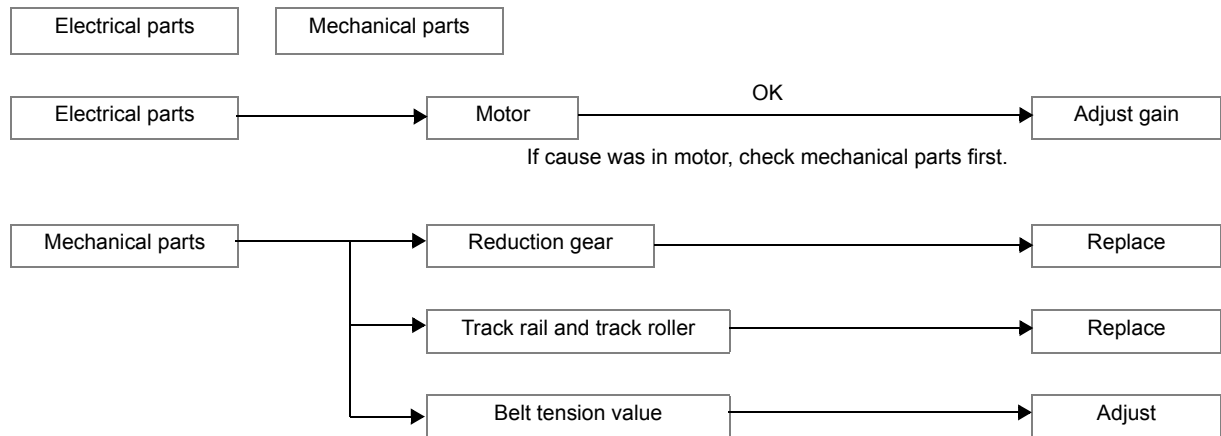 Electrical parts
Mechanical parts
Electrical parts
Motor
OK
Adjust gain
If cause was in motor, check mechanical parts first.
Mechanical parts
Reduction gear
Replace
Track rail and track roller
Replace
Belt tension value
Adjust